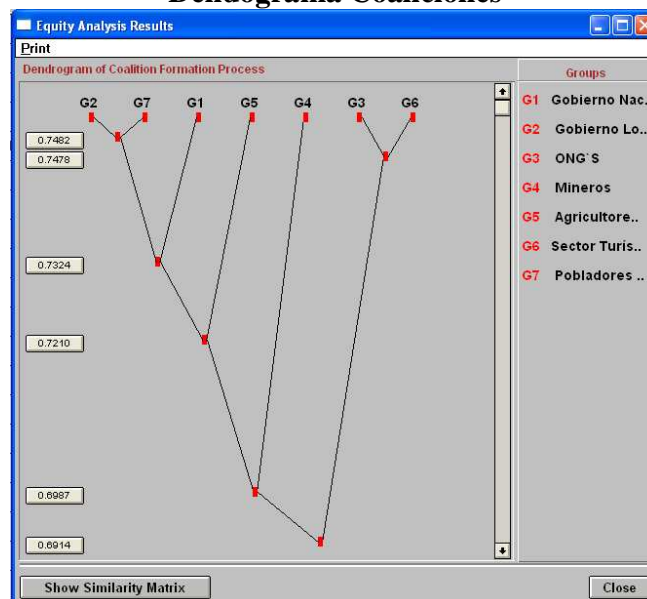 Dendograma Coaliciones
Equity Analysis Results
Print
Dendrogram of Coalition Formation Process
G2 G7 G1 G5 G4 G3 G6
0.7482
0.7478
0.7324
0.7210
0.6987
0.6914
Groups
G1 Gobierno Nac.
G2 Gobierno Lo..
G3 ONG`S
G4 Mineros
G5 Agricultore..
G6 Sector Turis..
G7 Pobladores ..
Show Similarity Matrix
Close